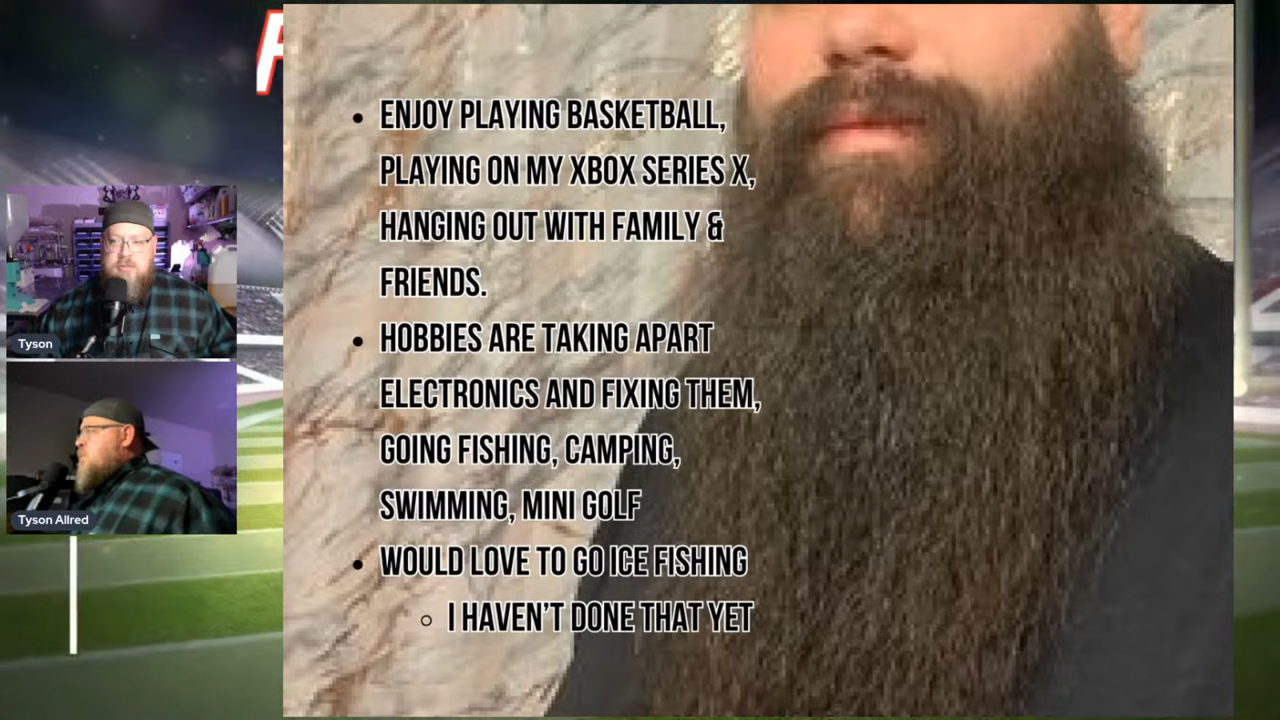 ENJOY PLAYING BASKETBALL,
PLAYING ON MY XBOX SERIES X,
HANGING OUT WITH FAMILY &
FRIENDS.
HOBBIES ARE TAKING APART
ELECTRONICS AND FIXING THEM,
GOING FISHING, CAMPING,
SWIMMING, MINI GOLF
WOULD LOVE TO GO ICE FISHING
I HAVEN'T DONE THAT YET
Tyson
Tyson Allred